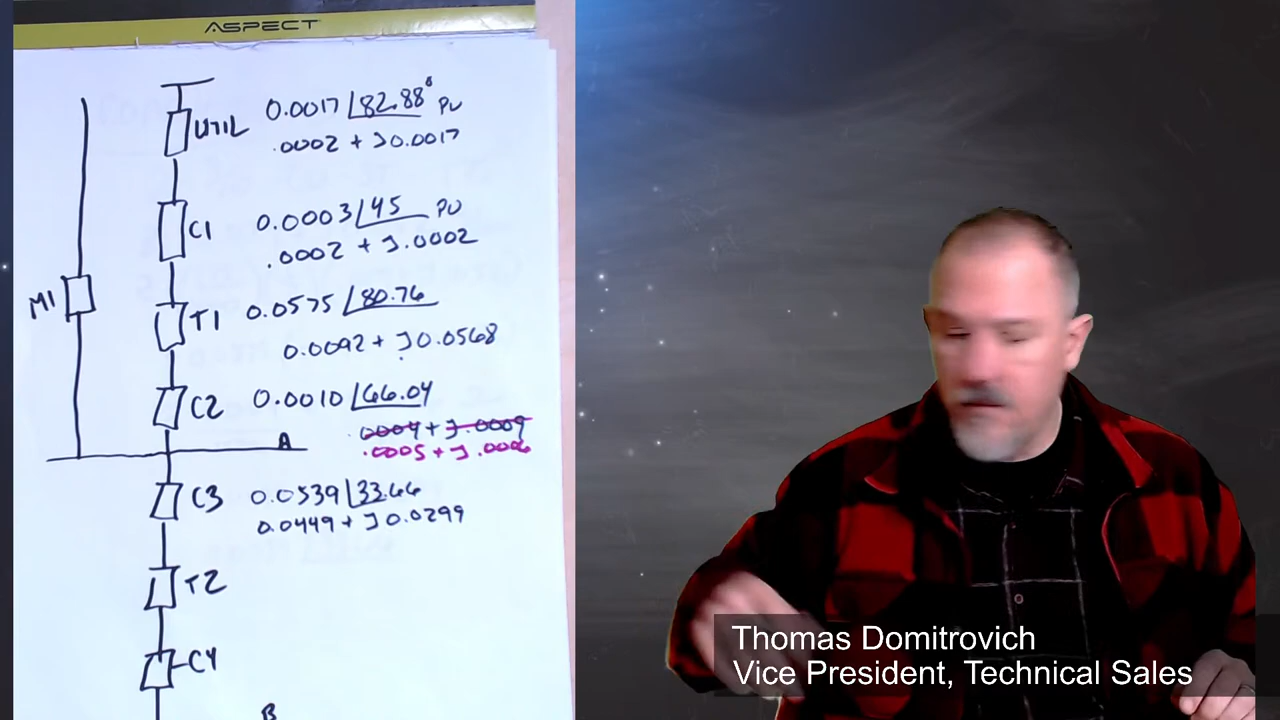 ASPECT
UTIL 0.0017 ∠82.88° PU
.0002 + J0.0017
C1 0.0003 ∠45 PU
.0002 + J.0002
M1
T1 0.0575 ∠80.76
0.0092 + J0.0568
C2 0.0010 ∠66.04
.0004 + J.0009
A
C3 0.0539 ∠33.66
0.0449 + J0.0299
T2
C4
B
Thomas Domitrovich
Vice President, Technical Sales